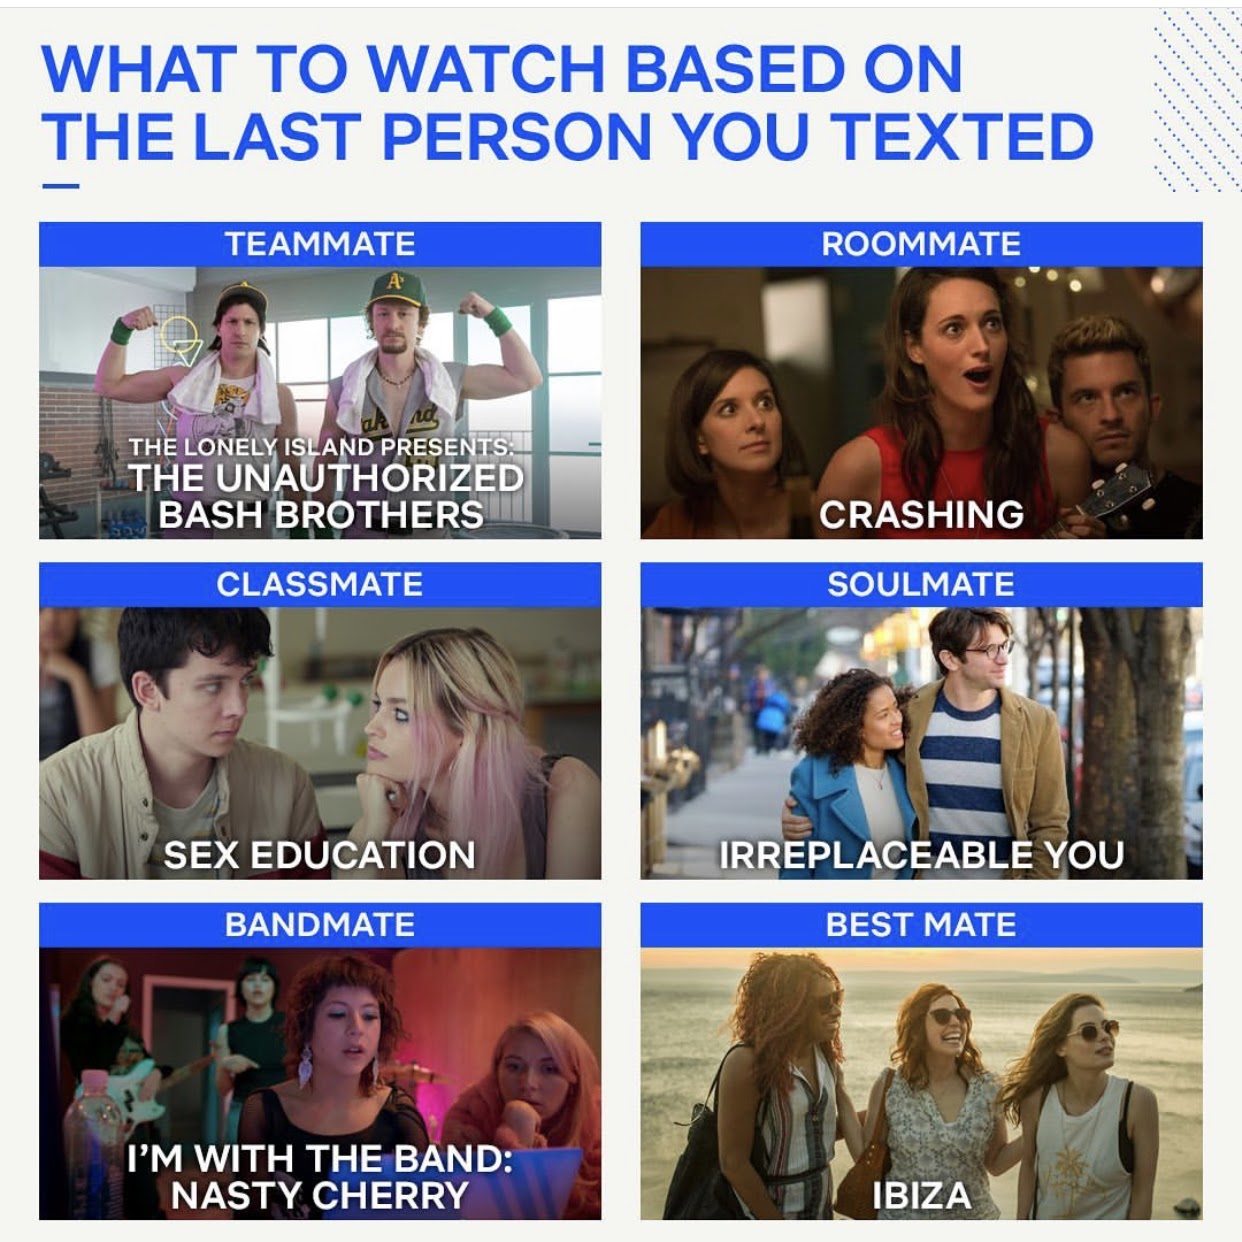 WHAT TO WATCH BASED ON
THE LAST PERSON YOU TEXTED
TEAMMATE
A's
THE LONELY ISLAND PRESENTS:
THE UNAUTHORIZED
BASH BROTHERS
ROOMMATE
CRASHING
CLASSMATE
SEX EDUCATION
SOULMATE
IRREPLACEABLE YOU
BANDMATE
I'M WITH THE BAND:
NASTY CHERRY
BEST MATE
IBIZA